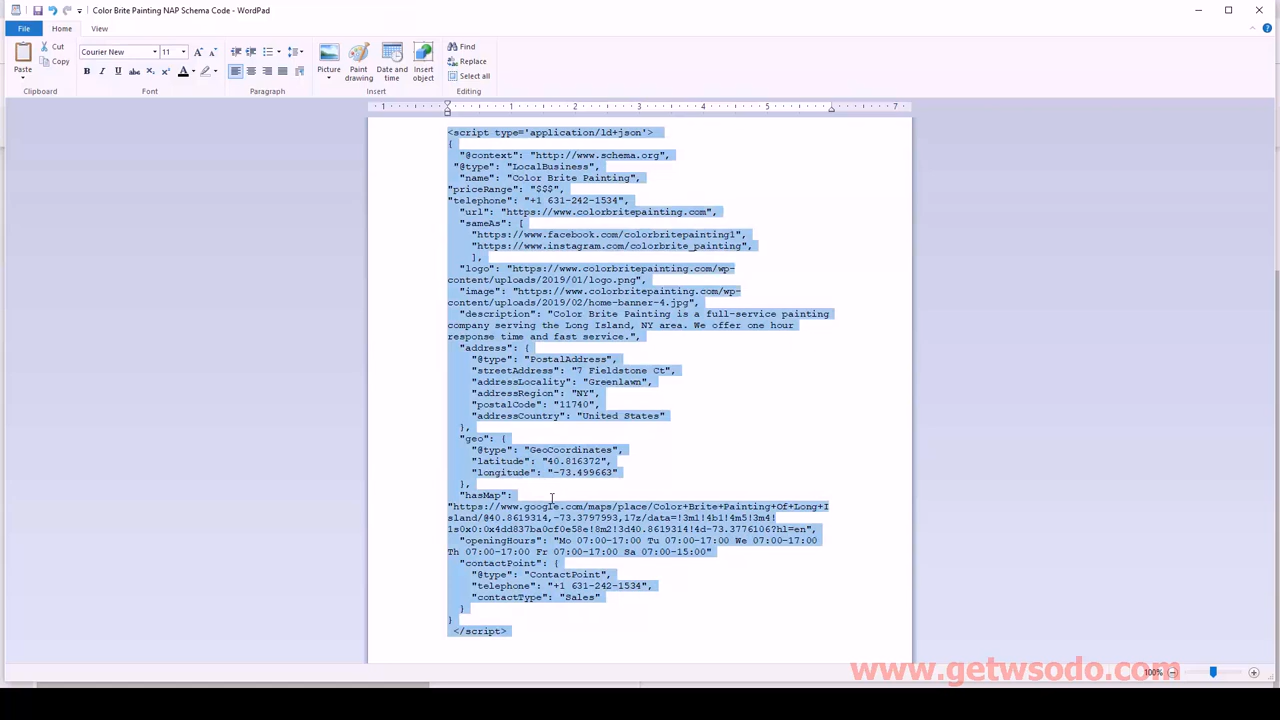 Color Brite Painting NAP Schema Code - WordPad
File Home View
Paste
Cut
Copy
Clipboard
Courier New 11
B I U abc X₂ X² A
Font
Paragraph
Picture
Paint drawing
Date and time
Insert object
Insert
Find
Replace
Select all
Editing
1 1 2 3 4 5 7
<script type='application/ld+json'>
{
"@context": "http://www.schema.org",
"@type": "LocalBusiness",
"name": "Color Brite Painting",
"priceRange": "$$$",
"telephone": "+1 631-242-1534",
"url": "https://www.colorbritepainting.com",
"sameAs": [
"https://www.facebook.com/colorbritepainting1",
"https://www.instagram.com/colorbrite_painting",
],
"logo": "https://www.colorbritepainting.com/wp-
content/uploads/2019/01/logo.png",
"image": "https://www.colorbritepainting.com/wp-
content/uploads/2019/02/home-banner-4.jpg",
"description": "Color Brite Painting is a full-service painting
company serving the Long Island, NY area. We offer one hour
response time and fast service.",
"address": {
"@type": "PostalAddress",
"streetAddress": "7 Fieldstone Ct",
"addressLocality": "Greenlawn",
"addressRegion": "NY",
"postalCode": "11740",
"addressCountry": "United States"
},
"geo": {
"@type": "GeoCoordinates",
"latitude": "40.816372",
"longitude": "-73.499663"
},
"hasMap":
"https://www.google.com/maps/place/Color+Brite+Painting+Of+Long+I
sland/@40.8619314,-73.3797993,17z/data=!3m1!4b1!4m5!3m4!
1s0x0:0x4dd837ba0cf0e58e!8m2!3d40.8619314!4d-73.3776106?hl=en",
"openingHours": "Mo 07:00-17:00 Tu 07:00-17:00 We 07:00-17:00
Th 07:00-17:00 Fr 07:00-17:00 Sa 07:00-15:00"
"contactPoint": {
"@type": "ContactPoint",
"telephone": "+1 631-242-1534",
"contactType": "Sales"
}
}
</script>
www.getwsodo.com
100%